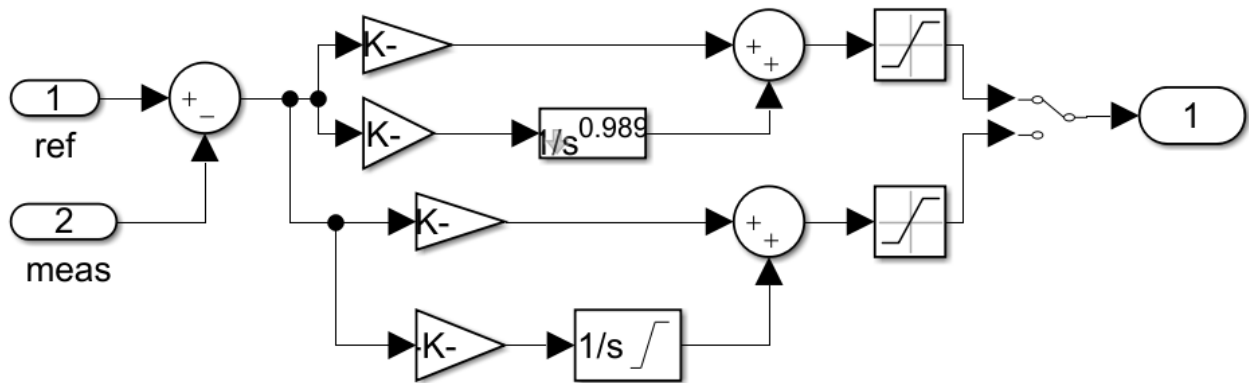 K-
1
+
−
ref
K-
1/s^0.989
+
+
1
2
meas
K-
+
+
-K-
1/s